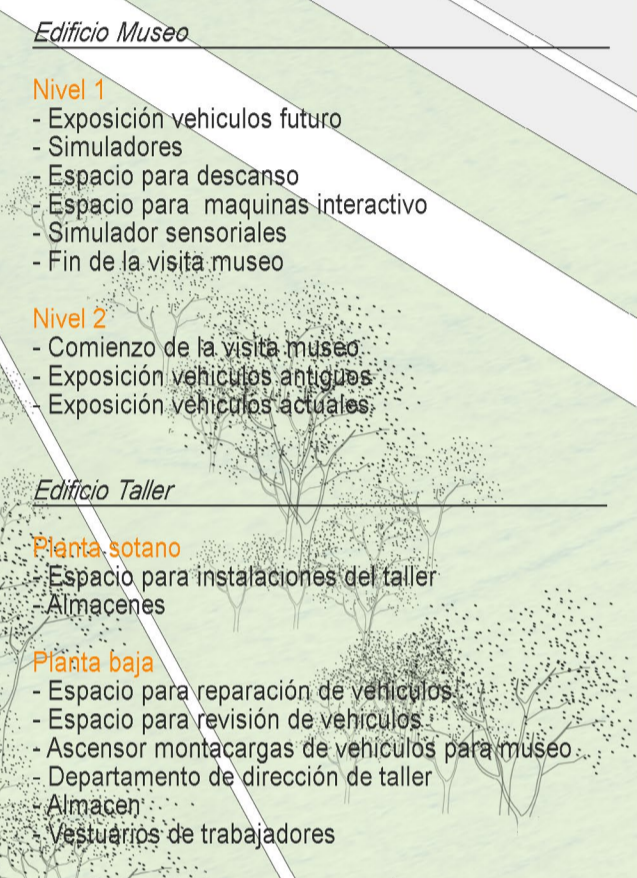 Edificio Museo
Nivel 1
- Exposición vehiculos futuro
- Simuladores
- Espacio para descanso
- Espacio para  maquinas interactivo
- Simulador sensoriales
- Fin de la visita museo
Nivel 2
- Comienzo de la visita museo
- Exposición vehiculos antiguos
- Exposición vehiculos actuales
Edificio Taller
Planta sotano
- Espacio para instalaciones del taller
- Almacenes
Planta baja
- Espacio para reparación de vehiculos
- Espacio para revisión de vehiculos
- Ascensor montacargas de vehiculos para museo
- Departamento de dirección de taller
- Almacen
- Vestuarios de trabajadores